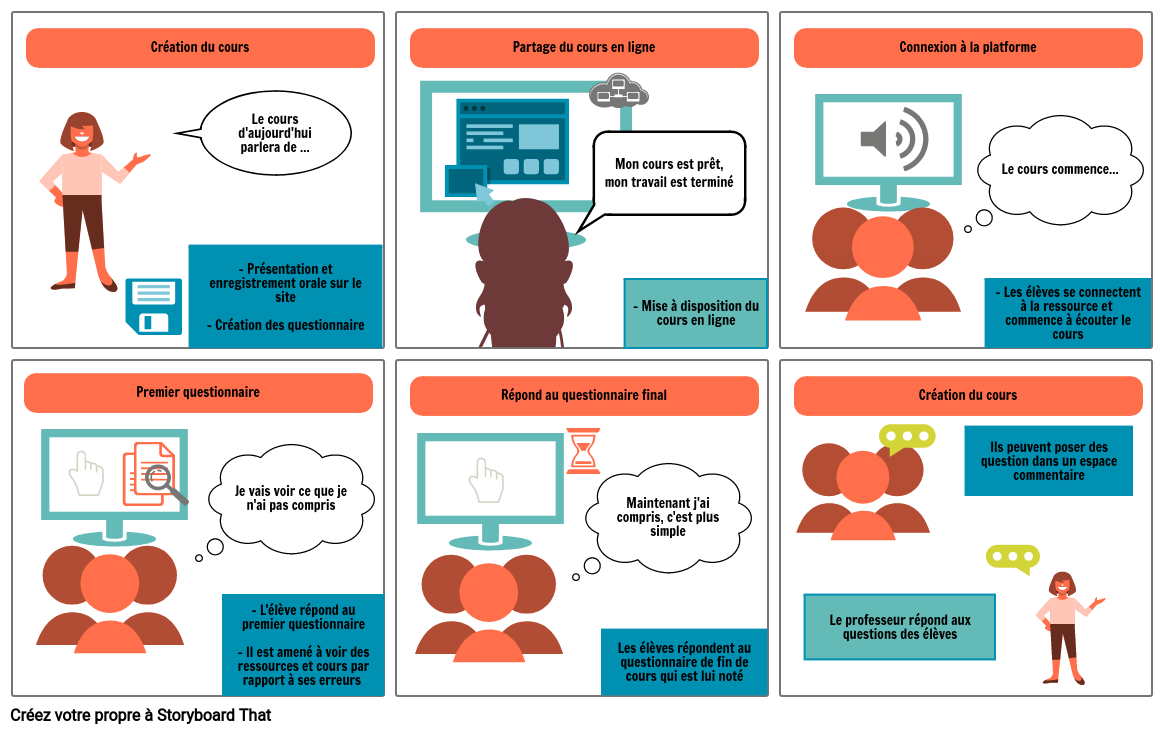 Création du cours
Le cours
d'aujourd'hui
parlera de ...
- Présentation et
enregistrement orale sur le
site
- Création des questionnaire
Partage du cours en ligne
Mon cours est prêt,
mon travail est terminé
- Mise à disposition du
cours en ligne
Connexion à la platforme
Le cours commence...
- Les élèves se connectent
à la ressource et
commence à écouter le
cours
Premier questionnaire
Je vais voir ce que je
n'ai pas compris
- L'élève répond au
premier questionnaire
- Il est amené à voir des
ressources et cours par
rapport à ses erreurs
Répond au questionnaire final
Maintenant j'ai
compris, c'est plus
simple
Les élèves répondent au
questionnaire de fin de
cours qui est lui noté
Création du cours
Ils peuvent poser des
question dans un espace
commentaire
Le professeur répond aux
questions des élèves
Créez votre propre à Storyboard That